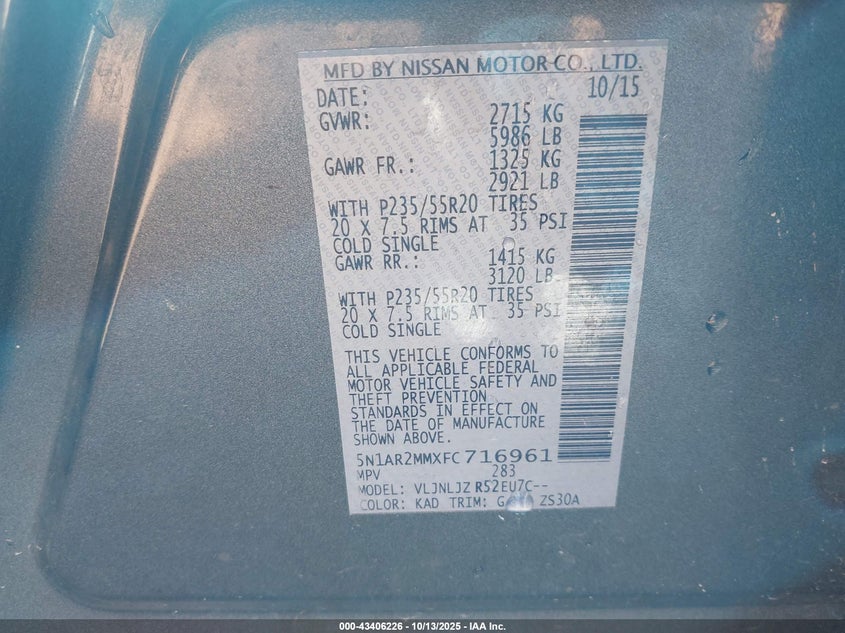 MFD BY NISSAN MOTOR CO., LTD.
DATE: 10/15
GVWR: 2715 KG
5986 LB
GAWR FR.: 1325 KG
2921 LB
WITH P235/55R20 TIRES
20 X 7.5 RIMS AT 35 PSI
COLD SINGLE
GAWR RR.: 1415 KG
3120 LB
WITH P235/55R20 TIRES
20 X 7.5 RIMS AT 35 PSI
COLD SINGLE
THIS VEHICLE CONFORMS TO
ALL APPLICABLE FEDERAL
MOTOR VEHICLE SAFETY AND
THEFT PREVENTION
STANDARDS IN EFFECT ON
THE DATE OF MANUFACTURE
SHOWN ABOVE.
5N1AR2MMXFC716961
MPV 283
MODEL: VLJNLJZ R52EU7C--
COLOR: KAD TRIM: ZS30A
000-43406226 - 10/13/2025 - IAA Inc.